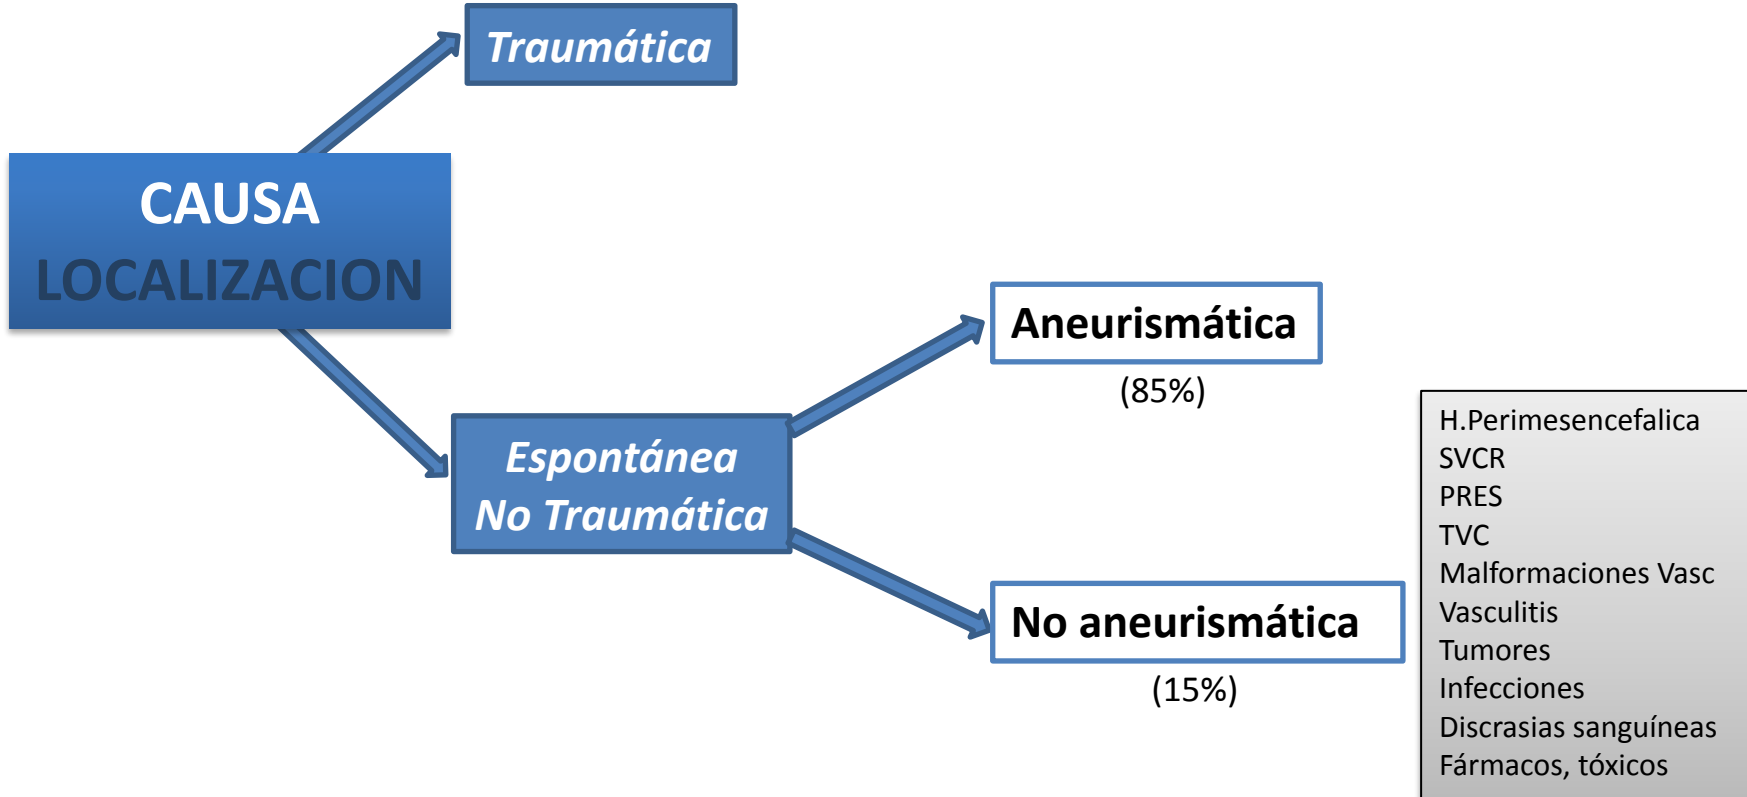 Traumática
CAUSA
LOCALIZACION
Aneurismática
(85%)
Espontánea
No Traumática
No aneurismática
(15%)
H.Perimesencefalica
SVCR
PRES
TVC
Malformaciones Vasc
Vasculitis
Tumores
Infecciones
Discrasias sanguíneas
Fármacos, tóxicos